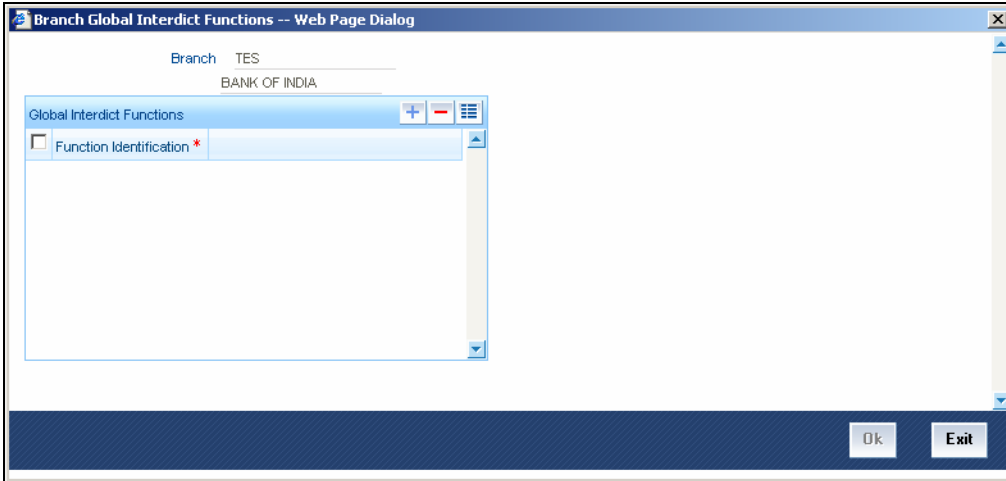 Branch Global Interdict Functions -- Web Page Dialog
Branch TES
BANK OF INDIA
Global Interdict Functions
Function Identification *
Ok Exit